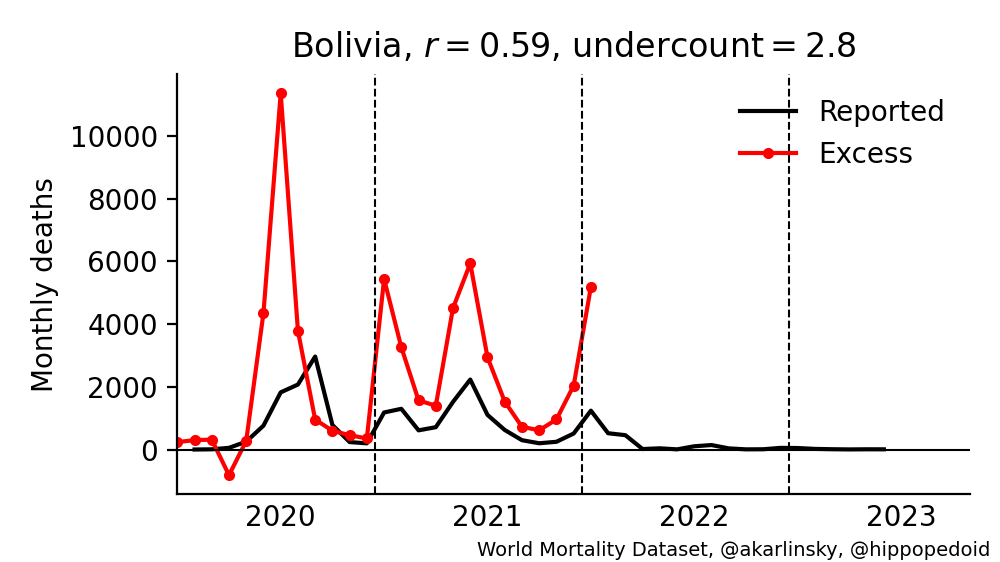 Bolivia, r = 0.59, undercount = 2.8
Monthly deaths
10000
8000
6000
4000
2000
0
Reported
Excess
2020 2021 2022 2023
World Mortality Dataset, @akarlinsky, @hippopedoid